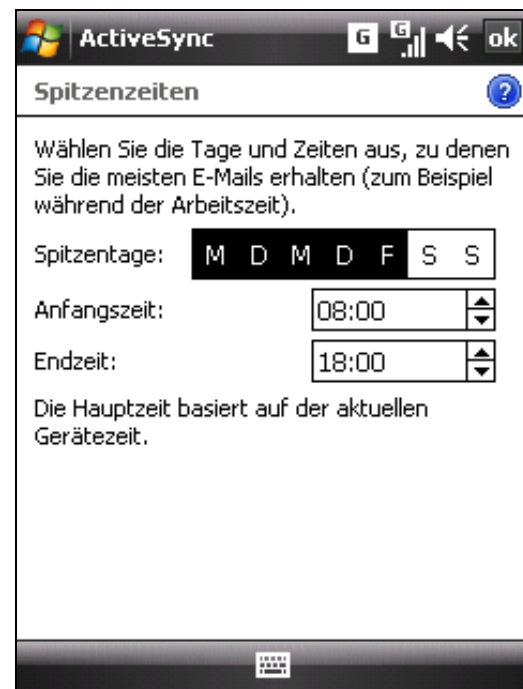 ActiveSync G G ok
Spitzenzeiten ?
Wählen Sie die Tage und Zeiten aus, zu denen
Sie die meisten E-Mails erhalten (zum Beispiel
während der Arbeitszeit).
Spitzentage: M D M D F S S
Anfangszeit: 08:00
Endzeit: 18:00
Die Hauptzeit basiert auf der aktuellen
Gerätezeit.